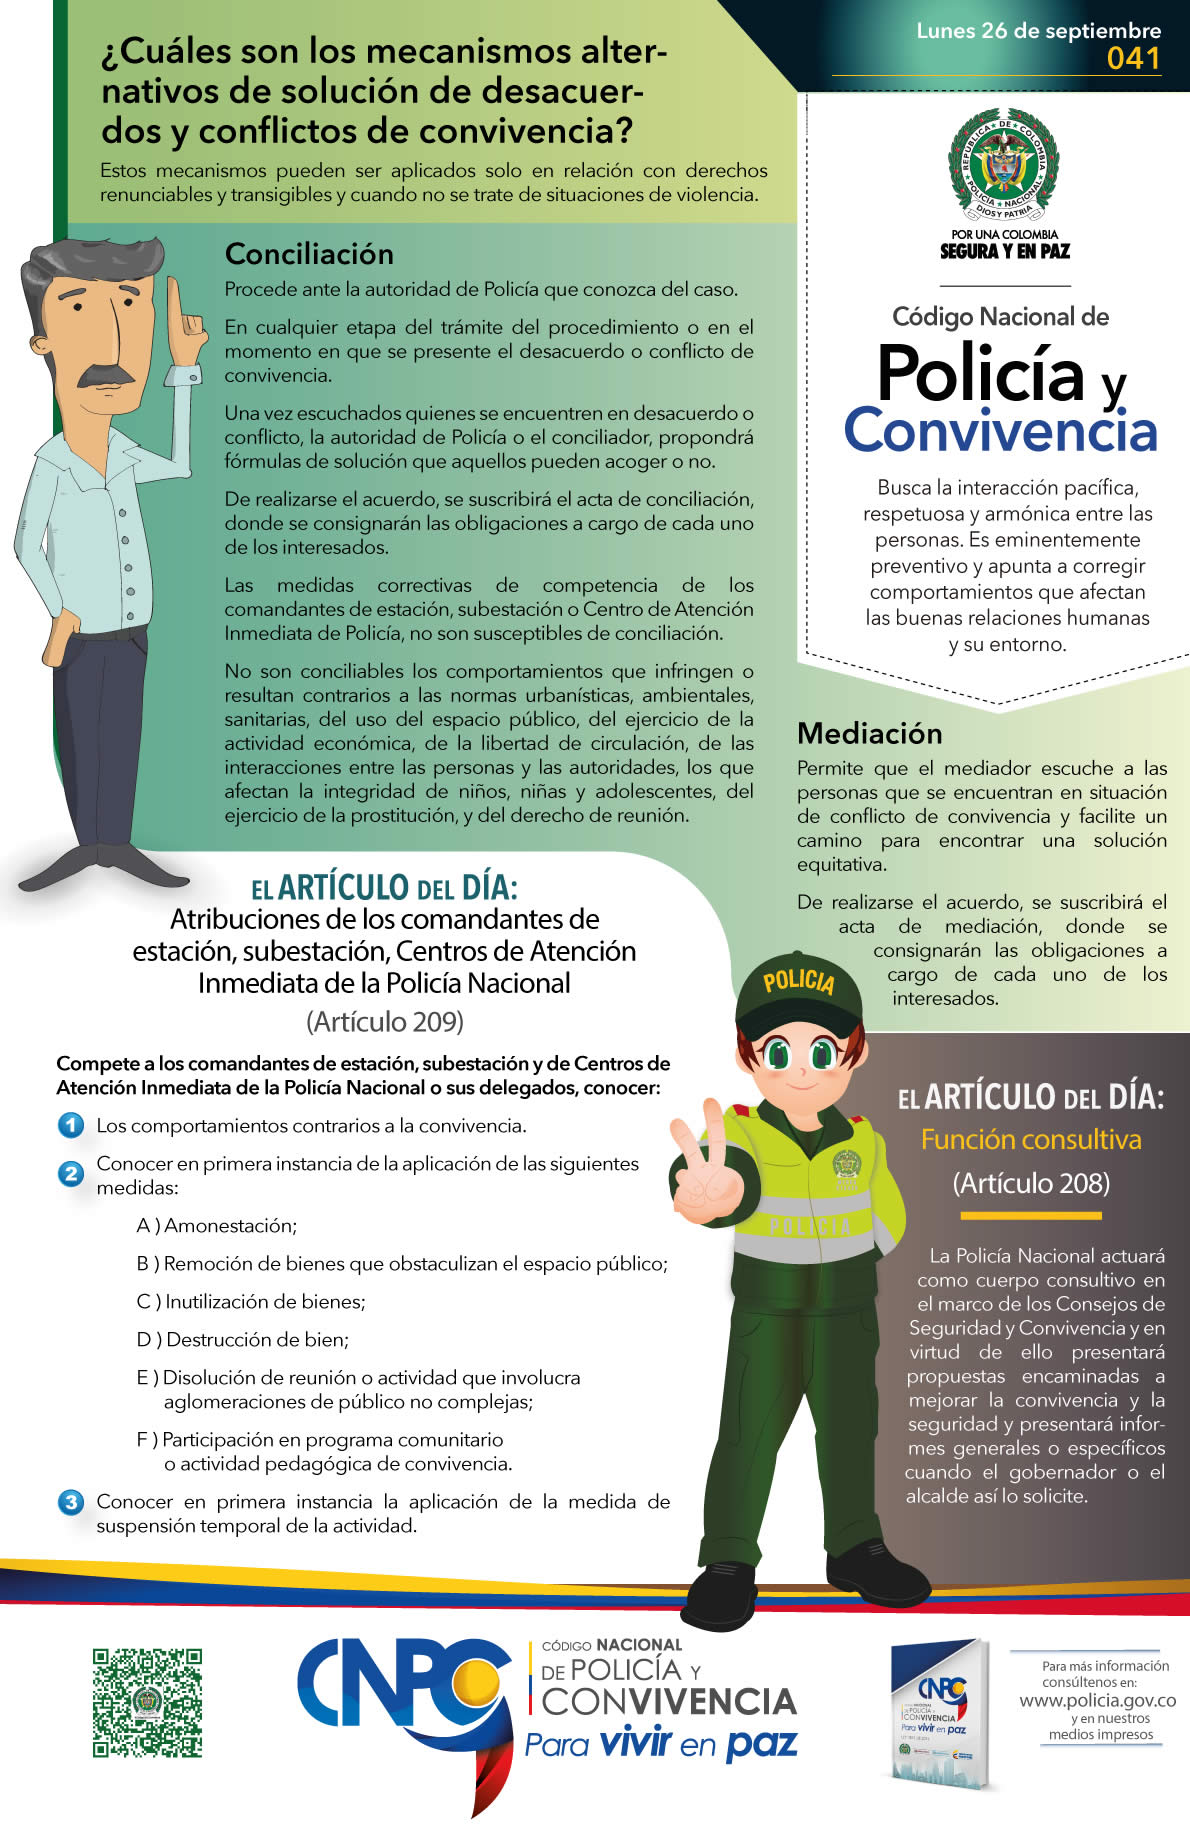 ¿Cuáles son los mecanismos alter-
nativos de solución de desacuer-
dos y conflictos de convivencia?
Estos mecanismos pueden ser aplicados solo en relación con derechos
renunciables y transigibles y cuando no se trate de situaciones de violencia.
Lunes 26 de septiembre
041
REPÚBLICA DE COLOMBIA
POLICÍA NACIONAL
DIOS Y PATRIA
POR UNA COLOMBIA
SEGURA Y EN PAZ
Código Nacional de
Policía y
Convivencia
Busca la interacción pacífica,
respetuosa y armónica entre las
personas. Es eminentemente
preventivo y apunta a corregir
comportamientos que afectan
las buenas relaciones humanas
y su entorno.
Conciliación
Procede ante la autoridad de Policía que conozca del caso.
En cualquier etapa del trámite del procedimiento o en el
momento en que se presente el desacuerdo o conflicto de
convivencia.
Una vez escuchados quienes se encuentren en desacuerdo o
conflicto, la autoridad de Policía o el conciliador, propondrá
fórmulas de solución que aquellos pueden acoger o no.
De realizarse el acuerdo, se suscribirá el acta de conciliación,
donde se consignarán las obligaciones a cargo de cada uno
de los interesados.
Las medidas correctivas de competencia de los
comandantes de estación, subestación o Centro de Atención
Inmediata de Policía, no son susceptibles de conciliación.
No son conciliables los comportamientos que infringen o
resultan contrarios a las normas urbanísticas, ambientales,
sanitarias, del uso del espacio público, del ejercicio de la
actividad económica, de la libertad de circulación, de las
interacciones entre las personas y las autoridades, los que
afectan la integridad de niños, niñas y adolescentes, del
ejercicio de la prostitución, y del derecho de reunión.
Mediación
Permite que el mediador escuche a las
personas que se encuentran en situación
de conflicto de convivencia y facilite un
camino para encontrar una solución
equitativa.
De realizarse el acuerdo, se suscribirá el
acta de mediación, donde se
consignarán las obligaciones a
cargo de cada uno de los
interesados.
EL ARTÍCULO DEL DÍA:
Atribuciones de los comandantes de
estación, subestación, Centros de Atención
Inmediata de la Policía Nacional
(Artículo 209)
Compete a los comandantes de estación, subestación y de Centros de
Atención Inmediata de la Policía Nacional o sus delegados, conocer:
1 Los comportamientos contrarios a la convivencia.
2 Conocer en primera instancia de la aplicación de las siguientes
medidas:
A ) Amonestación;
B ) Remoción de bienes que obstaculizan el espacio público;
C ) Inutilización de bienes;
D ) Destrucción de bien;
E ) Disolución de reunión o actividad que involucra
aglomeraciones de público no complejas;
F ) Participación en programa comunitario
o actividad pedagógica de convivencia.
3 Conocer en primera instancia la aplicación de la medida de
suspensión temporal de la actividad.
POLICIA
POLICÍA
EL ARTÍCULO DEL DÍA:
Función consultiva
(Artículo 208)
La Policía Nacional actuará
como cuerpo consultivo en
el marco de los Consejos de
Seguridad y Convivencia y en
virtud de ello presentará
propuestas encaminadas a
mejorar la convivencia y la
seguridad y presentará infor-
mes generales o específicos
cuando el gobernador o el
alcalde así lo solicite.
CNPC
CÓDIGO NACIONAL
DE POLICÍA Y
CONVIVENCIA
Para vivir en paz
CNPC
DE POLICÍA Y
CONVIVENCIA
Para vivir en paz
Para más información
consúltenos en:
www.policia.gov.co
y en nuestros
medios impresos